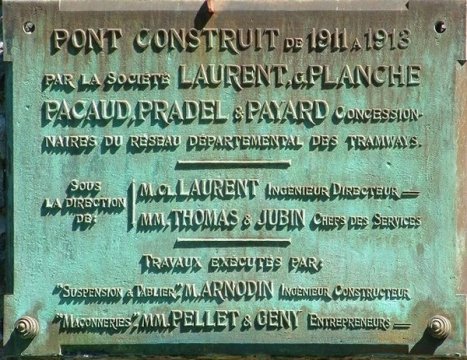 PONT CONSTRUIT DE 1911 A 1913
PAR LA SOCIÉTÉ LAURENT, G. PLANCHE
PACAUD, PRADEL & PAYARD CONCESSION-
NAIRES DU RÉSEAU DÉPARTEMENTAL DES TRAMWAYS.
SOUS
LA DIRECTION
DE:
M. CL LAURENT INGÉNIEUR DIRECTEUR
MM, THOMAS & JUBIN CHEFS DES SERVICES
TRAVAUX EXÉCUTÉS PAR:
"SUSPENSION & TABLIER," M. ARNODIN INGÉNIEUR CONSTRUCTEUR
"MAÇONNERIES," MM. PELLET & GENY ENTREPRENEURS